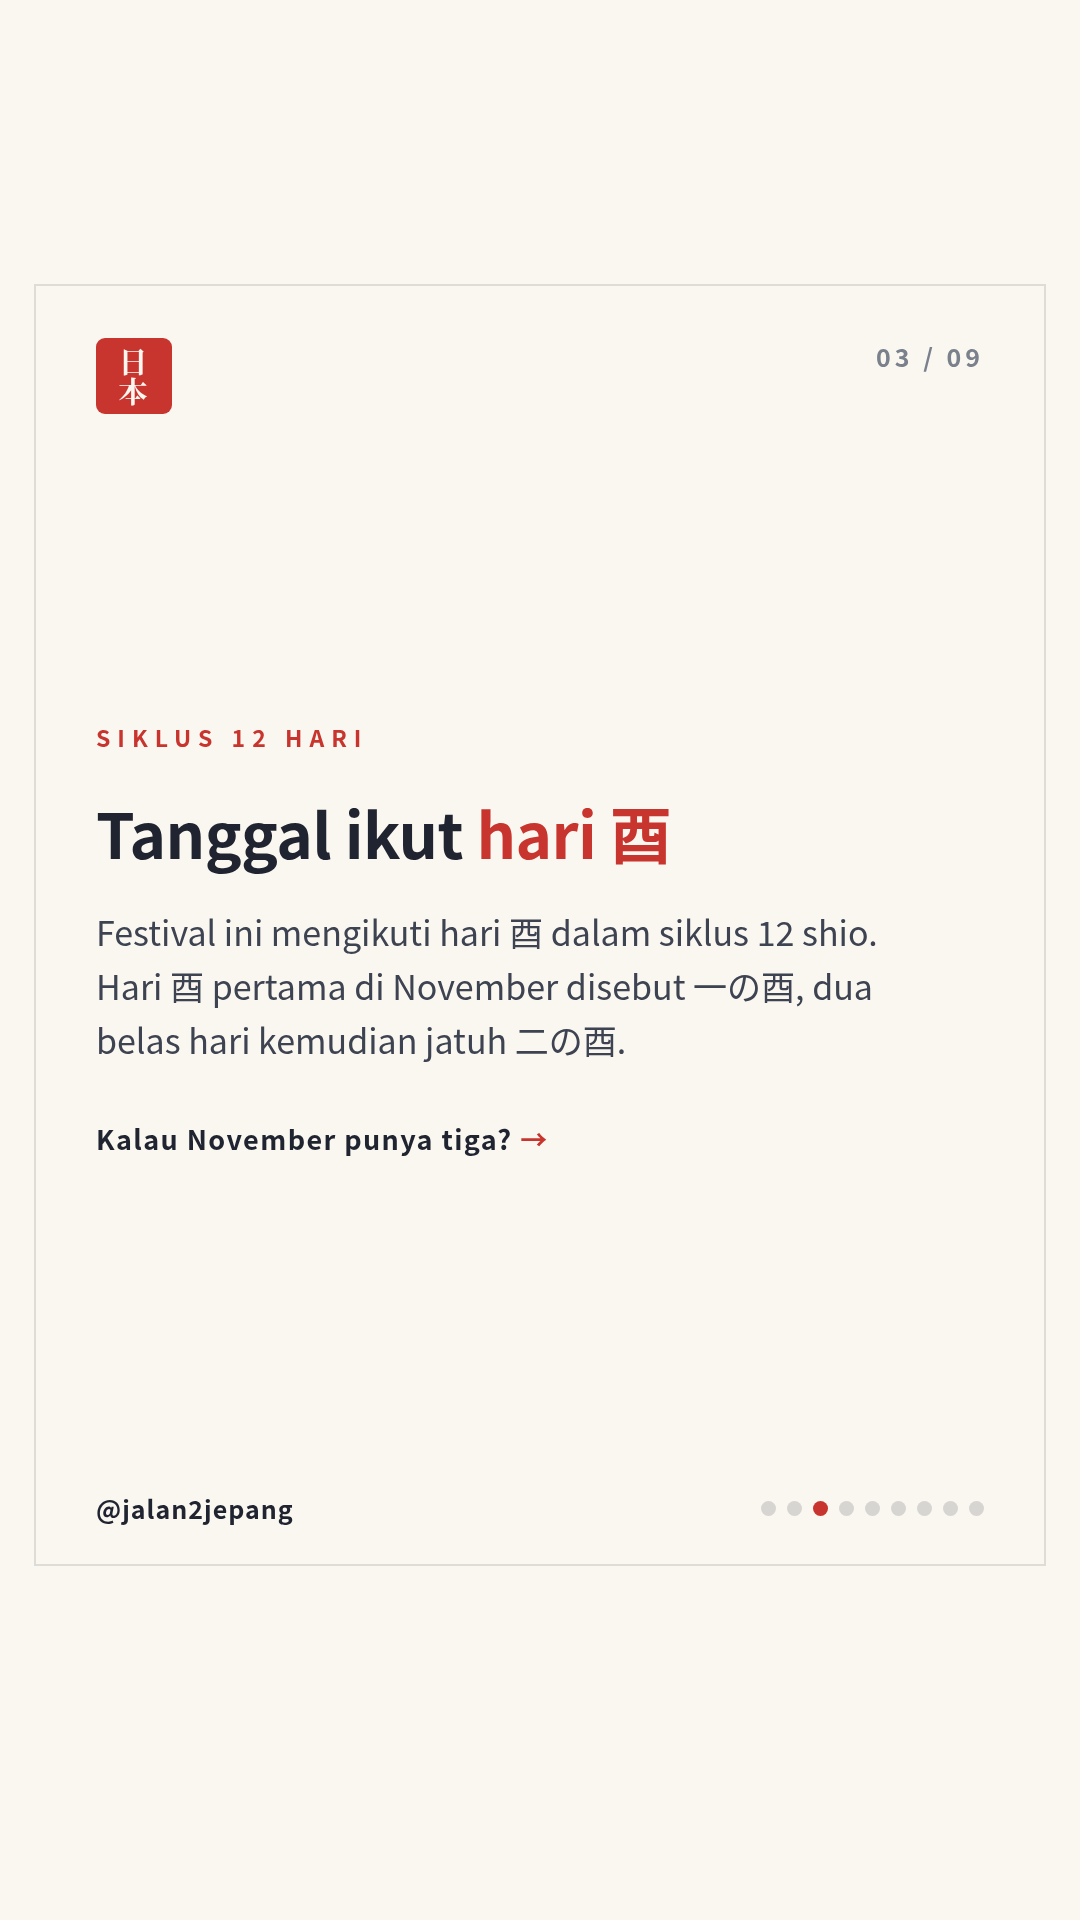 日
本
03 / 09
SIKLUS 12 HARI
Tanggal ikut hari 酉
Festival ini mengikuti hari 酉 dalam siklus 12 shio.
Hari 酉 pertama di November disebut 一の酉, dua
belas hari kemudian jatuh 二の酉.
Kalau November punya tiga? →
@jalan2jepang